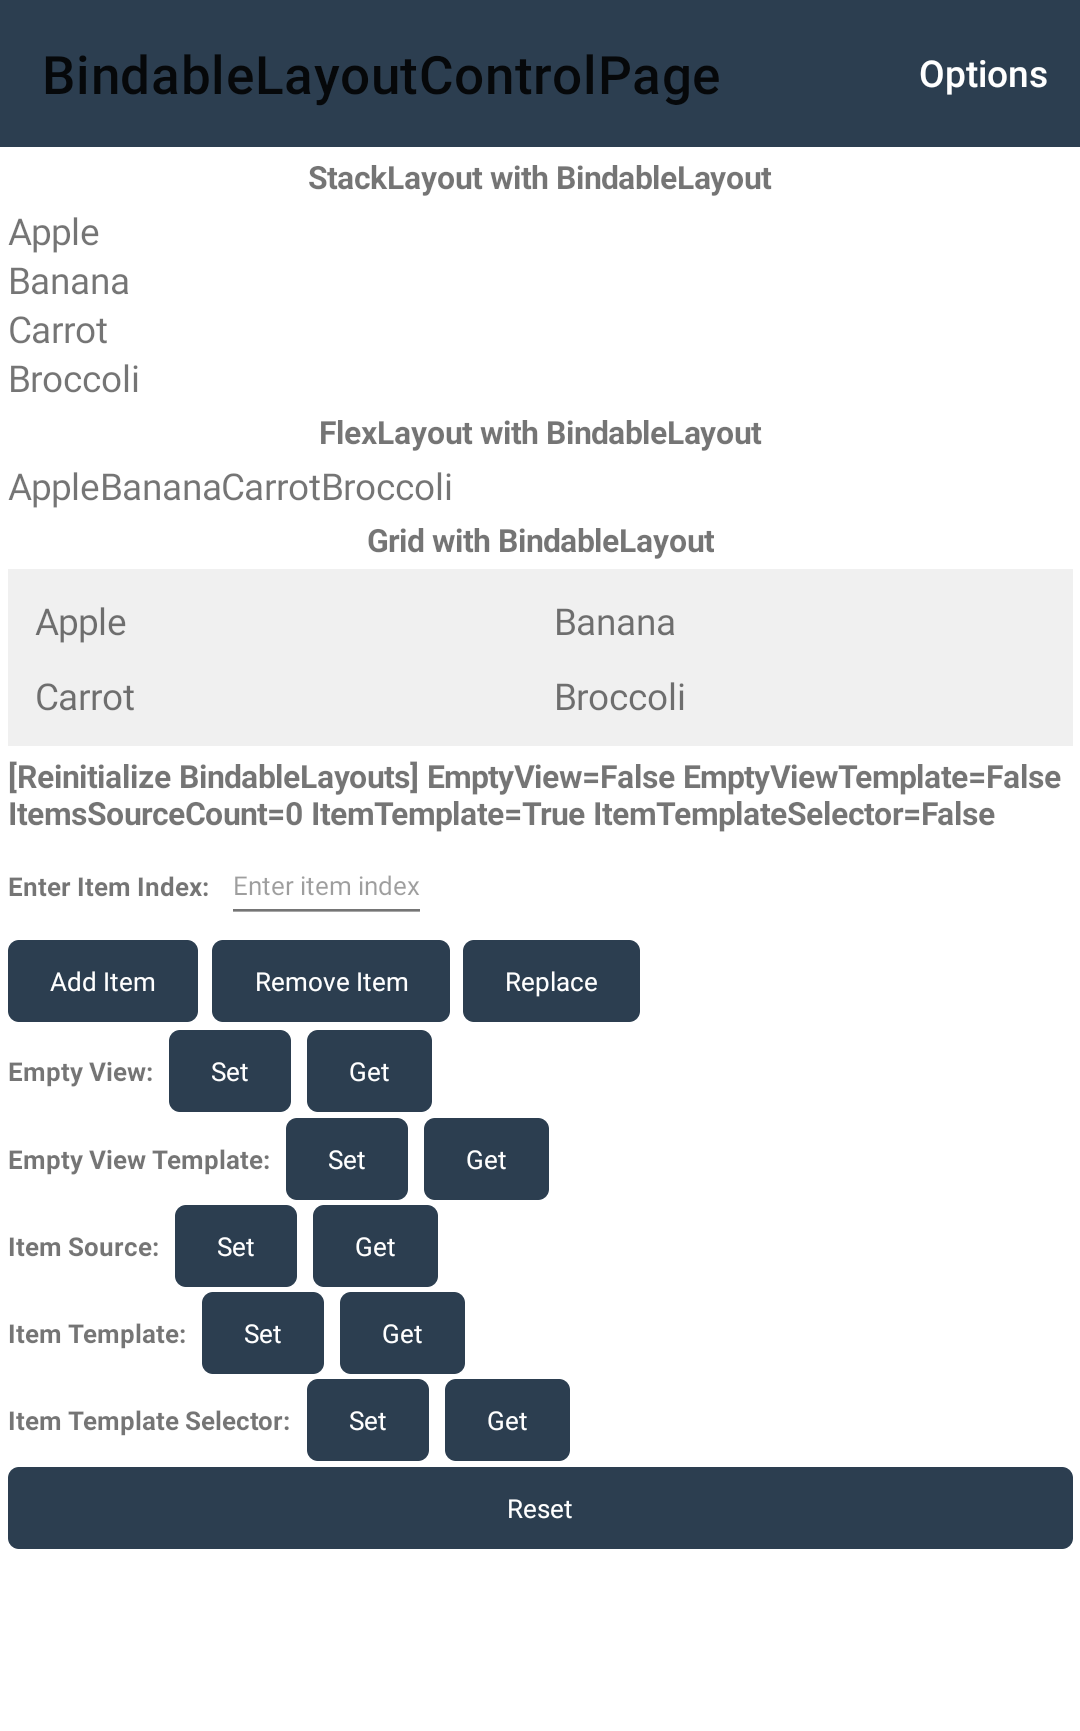 BindableLayoutControlPage Options
StackLayout with BindableLayout
Apple
Banana
Carrot
Broccoli
FlexLayout with BindableLayout
AppleBananaCarrotBroccoli
Grid with BindableLayout
Apple Banana
Carrot Broccoli
[Reinitialize BindableLayouts] EmptyView=False EmptyViewTemplate=False
ItemsSourceCount=0 ItemTemplate=True ItemTemplateSelector=False
Enter Item Index: Enter item index
Add Item Remove Item Replace
Empty View: Set Get
Empty View Template: Set Get
Item Source: Set Get
Item Template: Set Get
Item Template Selector: Set Get
Reset